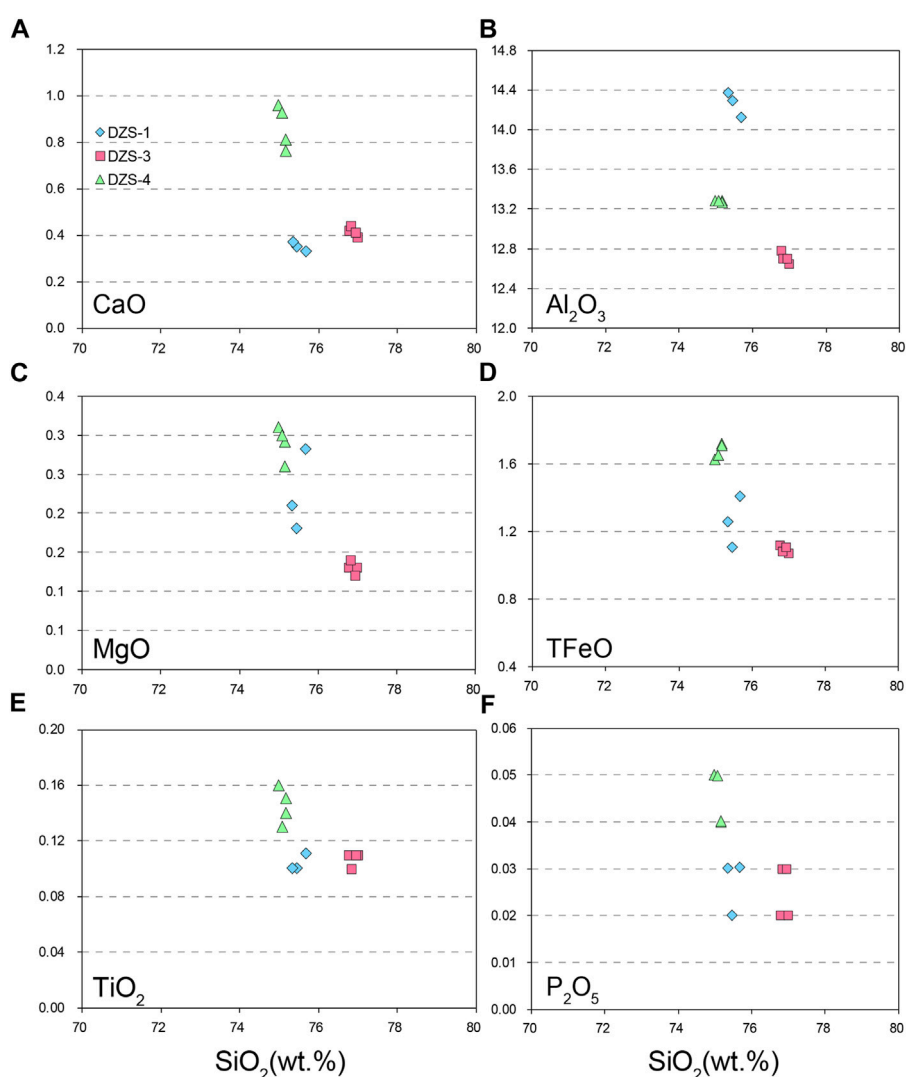 A
1.2
1.0
0.8
0.6
0.4
0.2
0.0
DZS-1
DZS-3
DZS-4
CaO
70 72 74 76 78 80
B
14.8
14.4
14.0
13.6
13.2
12.8
12.4
12.0
Al₂O₃
70 72 74 76 78 80
C
0.4
0.3
0.3
0.2
0.2
0.1
0.1
0.0
MgO
70 72 74 76 78 80
D
2.0
1.6
1.2
0.8
0.4
TFeO
70 72 74 76 78 80
E
0.20
0.16
0.12
0.08
0.04
0.00
TiO₂
70 72 74 76 78 80
SiO₂(wt.%)
F
0.06
0.05
0.04
0.03
0.02
0.01
0.00
P₂O₅
70 72 74 76 78 80
SiO₂(wt.%)